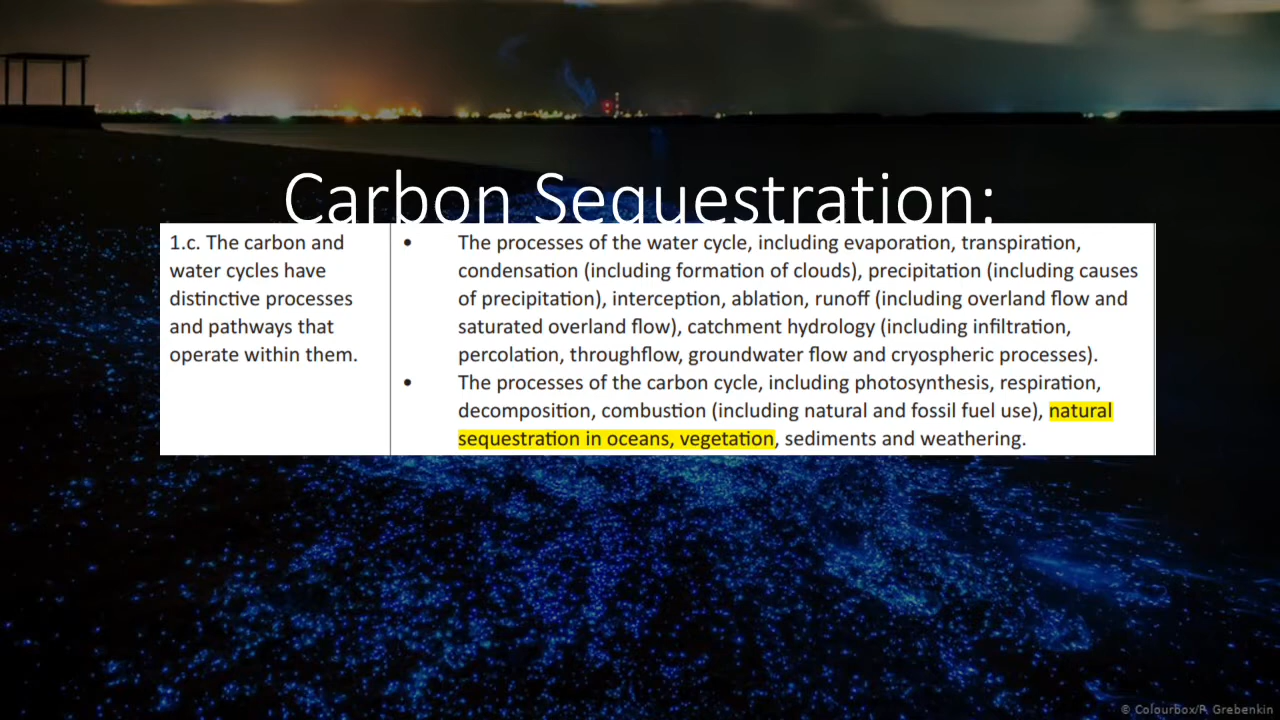 Carbon Sequestration:
1.c. The carbon and
water cycles have
distinctive processes
and pathways that
operate within them.
• The processes of the water cycle, including evaporation, transpiration,
condensation (including formation of clouds), precipitation (including causes
of precipitation), interception, ablation, runoff (including overland flow and
saturated overland flow), catchment hydrology (including infiltration,
percolation, throughflow, groundwater flow and cryospheric processes).
• The processes of the carbon cycle, including photosynthesis, respiration,
decomposition, combustion (including natural and fossil fuel use), natural
sequestration in oceans, vegetation, sediments and weathering.
© Colourbox/P. Grebenkin